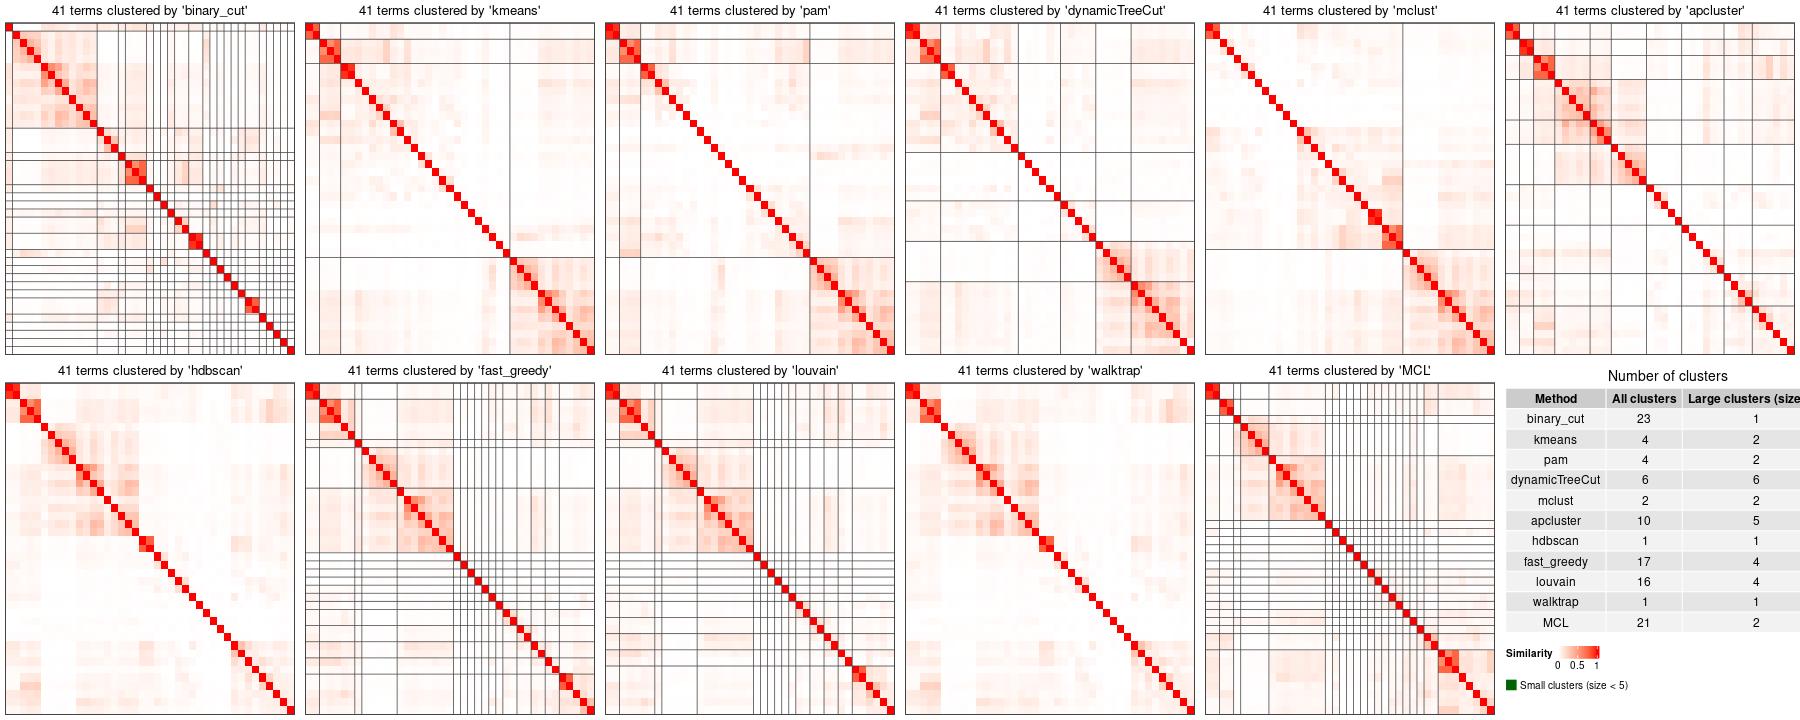 41 terms clustered by 'binary_cut'
41 terms clustered by 'kmeans'
41 terms clustered by 'pam'
41 terms clustered by 'dynamicTreeCut'
41 terms clustered by 'mclust'
41 terms clustered by 'apcluster'
41 terms clustered by 'hdbscan'
41 terms clustered by 'fast_greedy'
41 terms clustered by 'louvain'
41 terms clustered by 'walktrap'
41 terms clustered by 'MCL'
Number of clusters
Method All clusters Large clusters (size
binary_cut 23 1
kmeans 4 2
pam 4 2
dynamicTreeCut 6 6
mclust 2 2
apcluster 10 5
hdbscan 1 1
fast_greedy 17 4
louvain 16 4
walktrap 1 1
MCL 21 2
Similarity
0 0.5 1
Small clusters (size < 5)